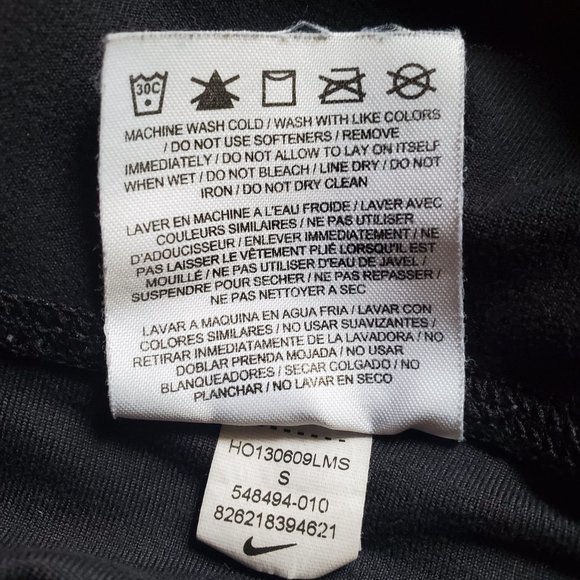 30C
MACHINE WASH COLD / WASH WITH LIKE COLORS
/ DO NOT USE SOFTENERS / REMOVE
IMMEDIATELY / DO NOT ALLOW TO LAY ON ITSELF
WHEN WET / DO NOT BLEACH / LINE DRY / DO NOT
IRON / DO NOT DRY CLEAN
LAVER EN MACHINE A L'EAU FROIDE / LAVER AVEC
COULEURS SIMILAIRES / NE PAS UTILISER
D'ADOUCISSEUR / ENLEVER IMMEDIATEMENT / NE
PAS LAISSER LE VÊTEMENT PLIÉ LORSQU'IL EST
MOUILLÉ / NE PAS UTILISER D'EAU DE JAVEL /
SUSPENDRE POUR SECHER / NE PAS REPASSER /
NE PAS NETTOYER A SEC
LAVAR A MAQUINA EN AGUA FRIA / LAVAR CON
COLORES SIMILARES / NO USAR SUAVIZANTES /
RETIRAR INMEDIATAMENTE DE LA LAVADORA / NO
DOBLAR PRENDA MOJADA / NO USAR
BLANQUEADORES / SECAR COLGADO / NO
PLANCHAR / NO LAVAR EN SECO
HO130609LMS
S
548494-010
826218394621